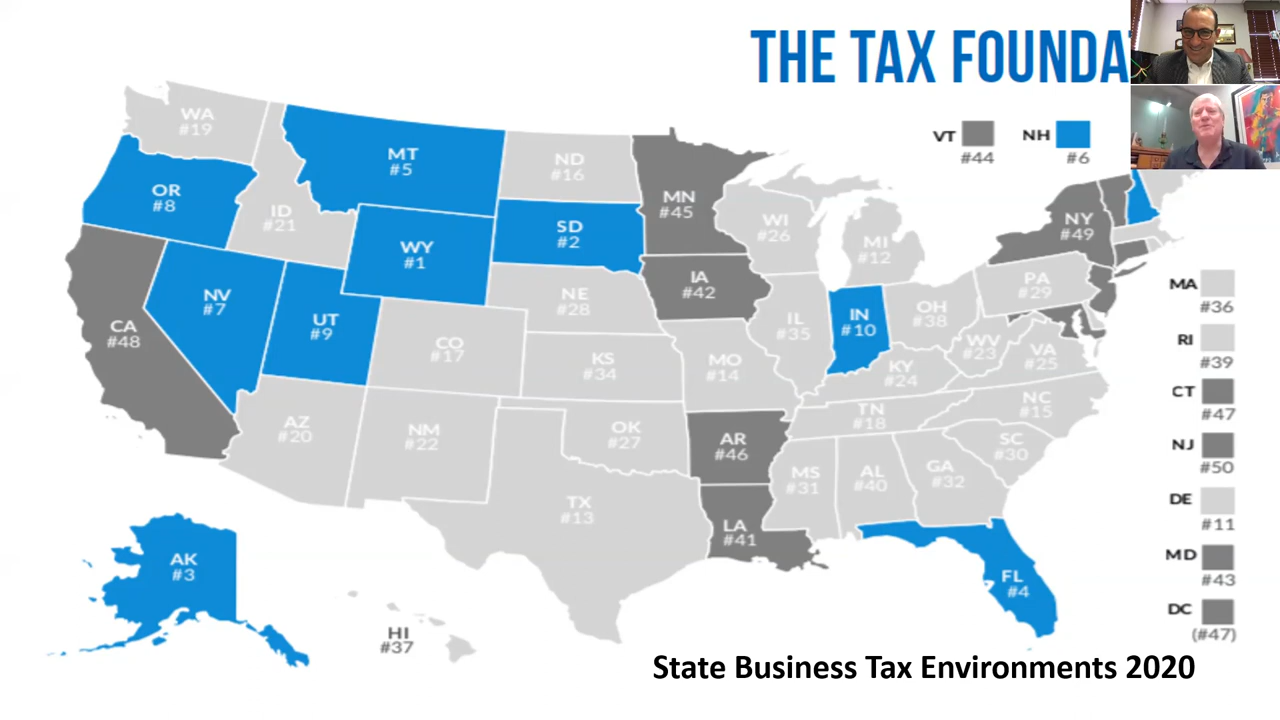 THE TAX FOUNDA
VT
#44
NH
#6
WA
#19
MT
#5
ND
#16
MN
#45
OR
#8
ID
#21
WY
#1
SD
#2
WI
#26
MI
#12
NY
#49
NV
#7
UT
#9
CA
#48
NE
#28
IA
#42
IL
#35
IN
#10
OH
#38
PA
#29
CO
#17
KS
#34
MO
#14
KY
#24
WV
#23
VA
#25
AZ
#20
NM
#22
OK
#27
AR
#46
TN
#18
NC
#15
SC
#30
MS
#31
AL
#40
GA
#32
TX
#13
LA
#41
FL
#4
AK
#3
HI
#37
MA
#36
RI
#39
CT
#47
NJ
#50
DE
#11
MD
#43
DC
(#47)
State Business Tax Environments 2020